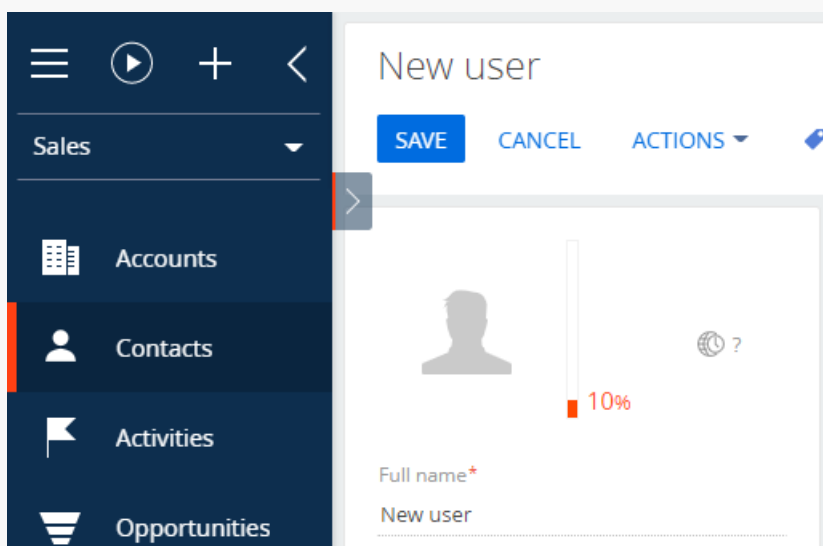 New user
Sales
SAVE CANCEL ACTIONS
Accounts
Contacts
Activities
Opportunities
?
10%
Full name*
New user